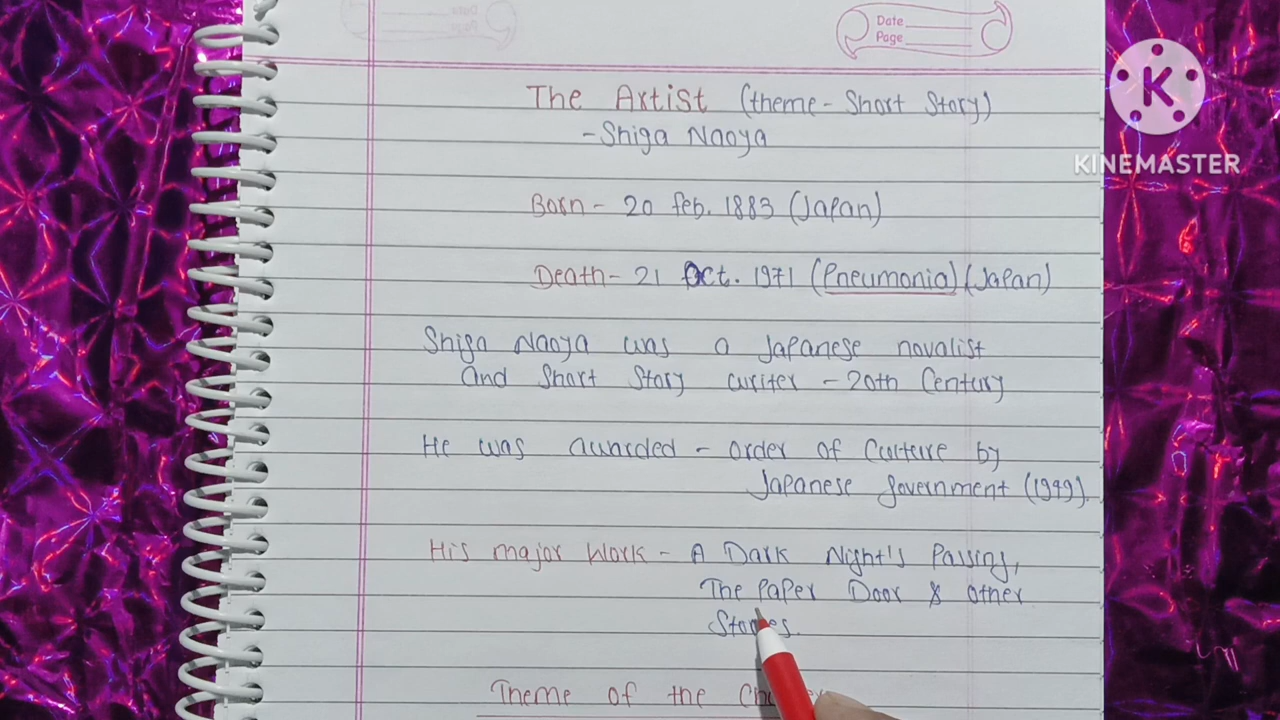 Date
Page
The Artist (theme - Short Story)
- Shiga Naoya
Born - 20 feb. 1883 (Japan)
Death - 21 Oct. 1971 (Pneumonia) (Japan)
Shiga Naoya was a Japanese novalist
and Short Story writer - 20th Century
He was awarded - order of Culture by
Japanese government (1949).
His major Work - A Dark Night's Passing,
The Paper Door & other
Stories.
Theme of the
K
KINEMASTER